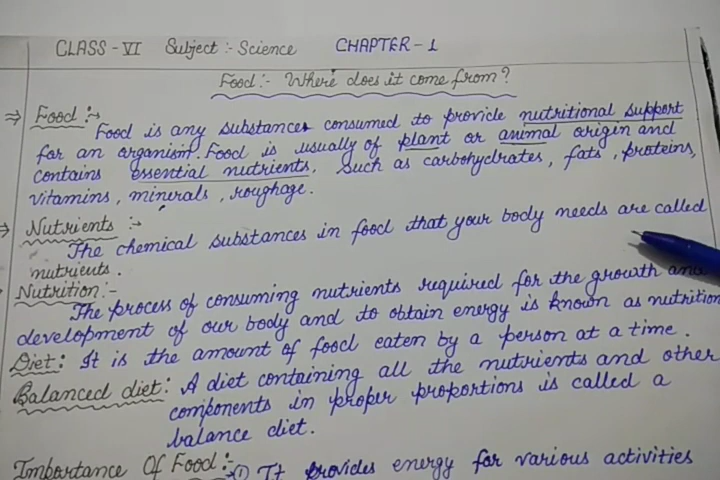 CLASS - VI Subject :- Science CHAPTER - 1
Food :- Where does it come from?
⇒ Food :-
Food is any substances consumed to provide nutritional support
for an organism. Food is usually of plant or animal origin and
contains essential nutrients, such as carbohydrates, fats, proteins,
vitamins, minerals, roughage.
⇒ Nutrients :-
The chemical substances in food that your body needs are called
nutrients.
Nutrition :-
The process of consuming nutrients required for the growth and
development of our body and to obtain energy is known as nutrition
Diet : It is the amount of food eaten by a person at a time.
Balanced diet : A diet containing all the nutrients and other
components in proper proportions is called a
balance diet.
Importance Of Food :- ① It provides energy for various activities